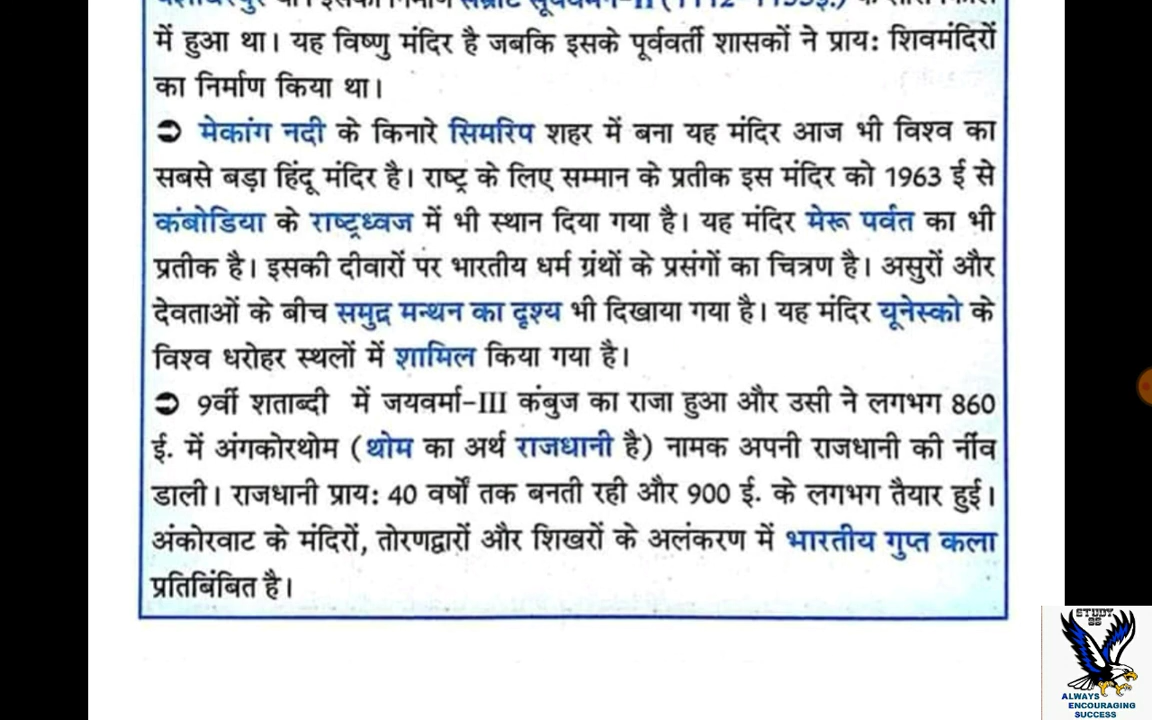 में हुआ था। यह विष्णु मंदिर है जबकि इसके पूर्ववर्ती शासकों ने प्राय: शिवमंदिरों
का निर्माण किया था।
➲ मेकांग नदी के किनारे सिमरिप शहर में बना यह मंदिर आज भी विश्व का
सबसे बड़ा हिंदू मंदिर है। राष्ट्र के लिए सम्मान के प्रतीक इस मंदिर को 1963 ई से
कंबोडिया के राष्ट्रध्वज में भी स्थान दिया गया है। यह मंदिर मेरू पर्वत का भी
प्रतीक है। इसकी दीवारों पर भारतीय धर्म ग्रंथों के प्रसंगों का चित्रण है। असुरों और
देवताओं के बीच समुद्र मन्थन का दृश्य भी दिखाया गया है। यह मंदिर यूनेस्को के
विश्व धरोहर स्थलों में शामिल किया गया है।
➲ 9वीं शताब्दी में जयवर्मा-III कंबुज का राजा हुआ और उसी ने लगभग 860
ई. में अंगकोरथोम (थोम का अर्थ राजधानी है) नामक अपनी राजधानी की नींव
डाली। राजधानी प्राय: 40 वर्षों तक बनती रही और 900 ई. के लगभग तैयार हुई।
अंकोरवाट के मंदिरों, तोरणद्वारों और शिखरों के अलंकरण में भारतीय गुप्त कला
प्रतिबिंबित है।
STUDY
ALWAYS
ENCOURAGING
SUCCESS